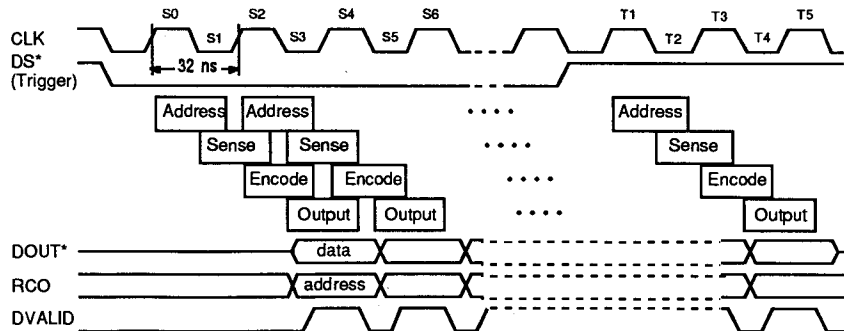 S0 S2 S4 S6 T1 T3 T5
CLK S1 S3 S5 T2 T4
DS* 32 ns
(Trigger)
Address Address Address
Sense Sense Sense
Encode Encode Encode
Output Output Output
DOUT* data
RCO address
DVALID